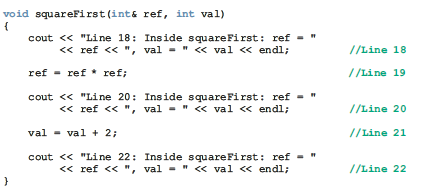 void squareFirst(int& ref, int val)
{
    cout << "Line 18: Inside squareFirst: ref = "
         << ref << ", val = " << val << endl;          //Line 18
    ref = ref * ref;                                   //Line 19
    cout << "Line 20: Inside squareFirst: ref = "
         << ref << ", val = " << val << endl;          //Line 20
    val = val + 2;                                     //Line 21
    cout << "Line 22: Inside squareFirst: ref = "
         << ref << ", val = " << val << endl;          //Line 22
}